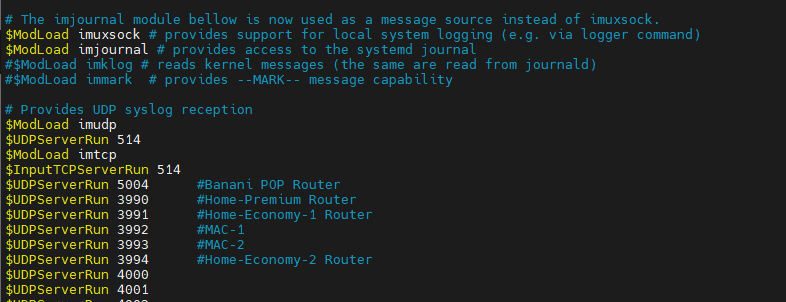 # The imjournal module bellow is now used as a message source instead of imuxsock.
$ModLoad imuxsock # provides support for local system logging (e.g. via logger command)
$ModLoad imjournal # provides access to the systemd journal
#$ModLoad imklog # reads kernel messages (the same are read from journald)
#$ModLoad immark  # provides --MARK-- message capability

# Provides UDP syslog reception
$ModLoad imudp
$UDPServerRun 514
$ModLoad imtcp
$InputTCPServerRun 514
$UDPServerRun 5004      #Banani POP Router
$UDPServerRun 3990      #Home-Premium Router
$UDPServerRun 3991      #Home-Economy-1 Router
$UDPServerRun 3992      #MAC-1
$UDPServerRun 3993      #MAC-2
$UDPServerRun 3994      #Home-Economy-2 Router
$UDPServerRun 4000
$UDPServerRun 4001